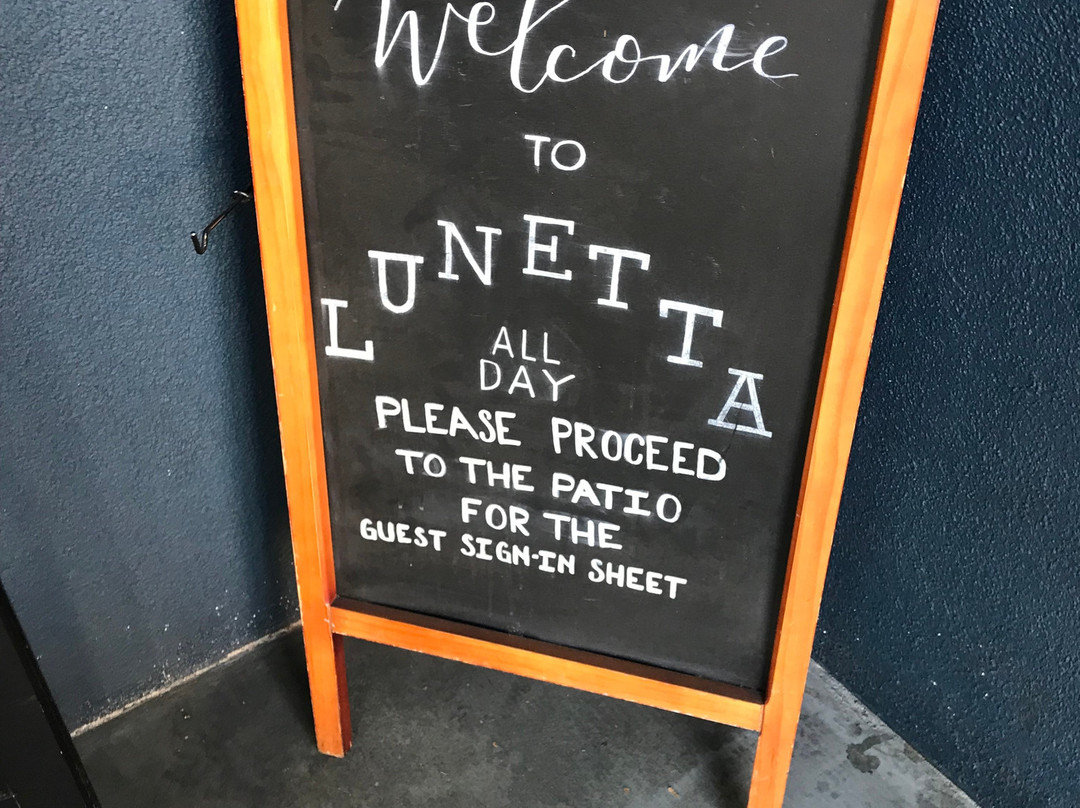 Welcome
TO
LUNETTA
ALL
DAY
PLEASE PROCEED
TO THE PATIO
FOR THE
GUEST SIGN-IN SHEET